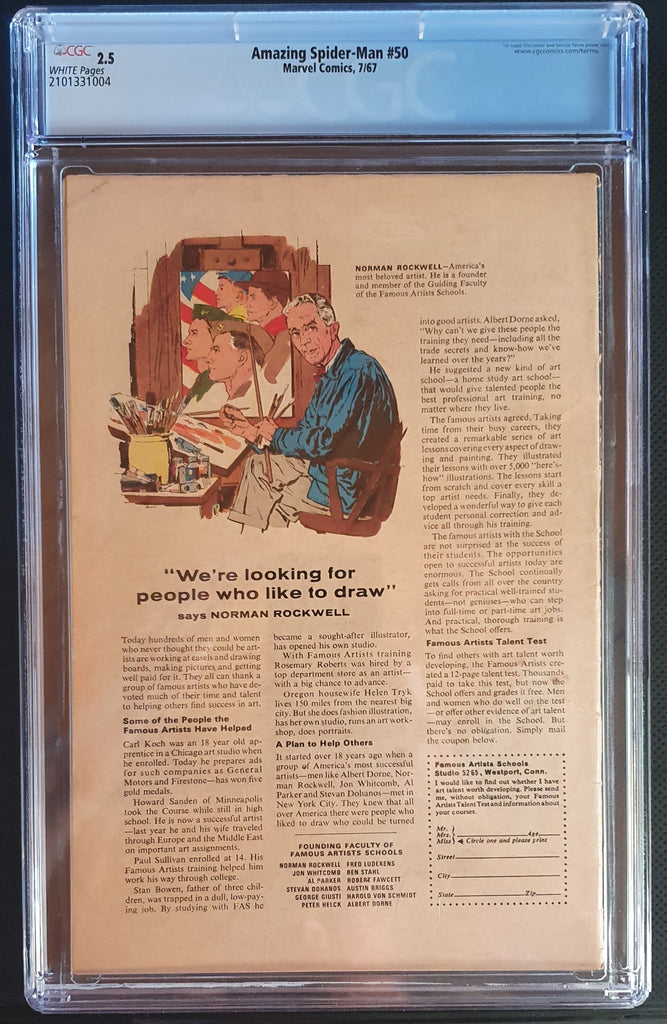 CGC 2.5
WHITE Pages
2101331004
Amazing Spider-Man #50
Marvel Comics, 7/67
www.cgccomics.com/terms
CGC
NORMAN ROCKWELL—America's
most beloved artist. He is a founder
and member of the Guiding Faculty
of the Famous Artists Schools.
"We're looking for
people who like to draw"
says NORMAN ROCKWELL
Today hundreds of men and women
who never thought they could be art-
ists are working at easels and drawing
boards, making pictures and getting
well paid for it. They all can thank a
group of famous artists who have de-
voted much of their time and talent
to helping others find success in art.
Some of the People the
Famous Artists Have Helped
Carl Koch was an 18 year old ap-
prentice in a Chicago art studio when
he enrolled. Today he prepares ads
for such companies as General
Motors and Firestone—has won five
gold medals.
Howard Sanden of Minneapolis
took the Course while still in high
school. He is now a successful artist
—last year he and his wife traveled
through Europe and the Middle East
on important art assignments.
Paul Sullivan enrolled at 14. His
Famous Artists training helped him
work his way through college.
Stan Bowen, father of three chil-
dren, was trapped in a dull, low-pay-
ing job. By studying with FAS he
became a sought-after illustrator,
has opened his own studio.
With Famous Artists training
Rosemary Roberts was hired by a
top department store as an artist—
with a big chance to advance.
Oregon housewife Helen Tryk
lives 150 miles from the nearest big
city. But she does fashion illustration,
has her own studio, runs an art work-
shop, does portraits.
A Plan to Help Others
It started over 18 years ago when a
group of America's most successful
artists—men like Albert Dorne, Nor-
man Rockwell, Jon Whitcomb, Al
Parker and Stevan Dohanos—met in
New York City. They knew that all
over America there were people who
liked to draw who could be turned
FOUNDING FACULTY OF
FAMOUS ARTISTS SCHOOLS
NORMAN ROCKWELL FRED LUDEKENS
JON WHITCOMB BEN STAHL
AL PARKER ROBERT FAWCETT
STEVAN DOHANOS AUSTIN BRIGGS
GEORGE GIUSTI HAROLD VON SCHMIDT
PETER HELCK ALBERT DORNE
into good artists. Albert Dorne asked,
"Why can't we give these people the
training they need—including all the
trade secrets and know-how we've
learned over the years?"
He suggested a new kind of art
school—a home study art school—
that would give talented people the
best professional art training, no
matter where they live.
The famous artists agreed. Taking
time from their busy careers, they
created a remarkable series of art
lessons covering every aspect of draw-
ing and painting. They illustrated
their lessons with over 5,000 "here's-
how" illustrations. The lessons start
from scratch and cover every skill a
top artist needs. Finally, they de-
veloped a wonderful way to give each
student personal correction and ad-
vice all through his training.
The famous artists with the School
are not surprised at the success of
their students. The opportunities
open to successful artists today are
enormous. The School continually
gets calls from all over the country
asking for practical well-trained stu-
dents—not geniuses—who can step
into full-time or part-time art jobs.
And practical, thorough training is
what the School offers.
Famous Artists Talent Test
To find others with art talent worth
developing, the Famous Artists cre-
ated a 12-page talent test. Thousands
paid to take this test, but now the
School offers and grades it free. Men
and women who do well on the test
—or offer other evidence of art talent
—may enroll in the School. But
there's no obligation. Simply mail
the coupon below.
Famous Artists Schools
Studio 5265, Westport, Conn.
I would like to find out whether I have
art talent worth developing. Please send
me, without obligation, your Famous
Artists Talent Test and information about
your courses.
Mr.
Mrs. Age
Miss Circle one and please print
Street
City
State Zip